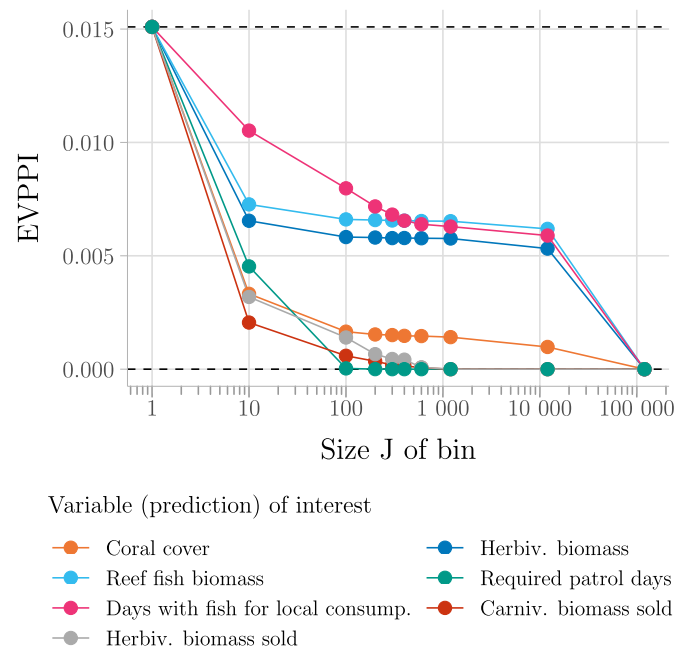 EVPPI
0.015
0.010
0.005
0.000
1 10 100 1 000 10 000 100 000
Size J of bin
Variable (prediction) of interest
Coral cover Herbiv. biomass
Reef fish biomass Required patrol days
Days with fish for local consump. Carniv. biomass sold
Herbiv. biomass sold